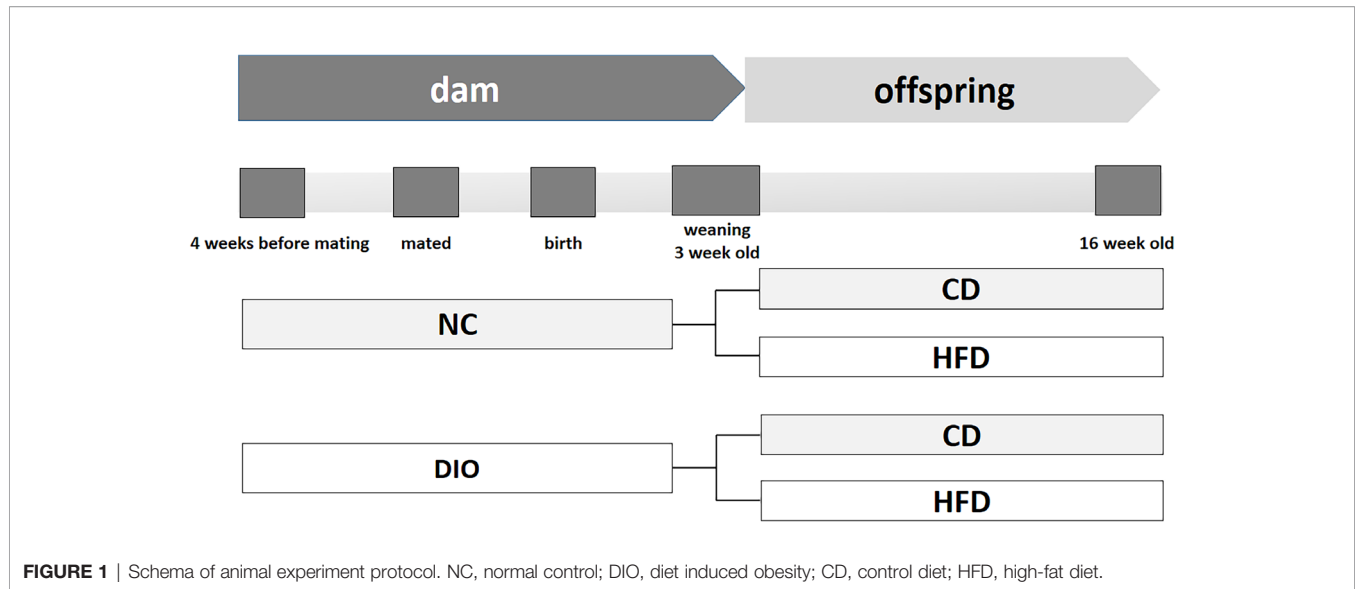 dam offspring
4 weeks before mating mated birth weaning
3 week old 16 week old
NC
CD
HFD
DIO
CD
HFD
FIGURE 1 | Schema of animal experiment protocol. NC, normal control; DIO, diet induced obesity; CD, control diet; HFD, high-fat diet.